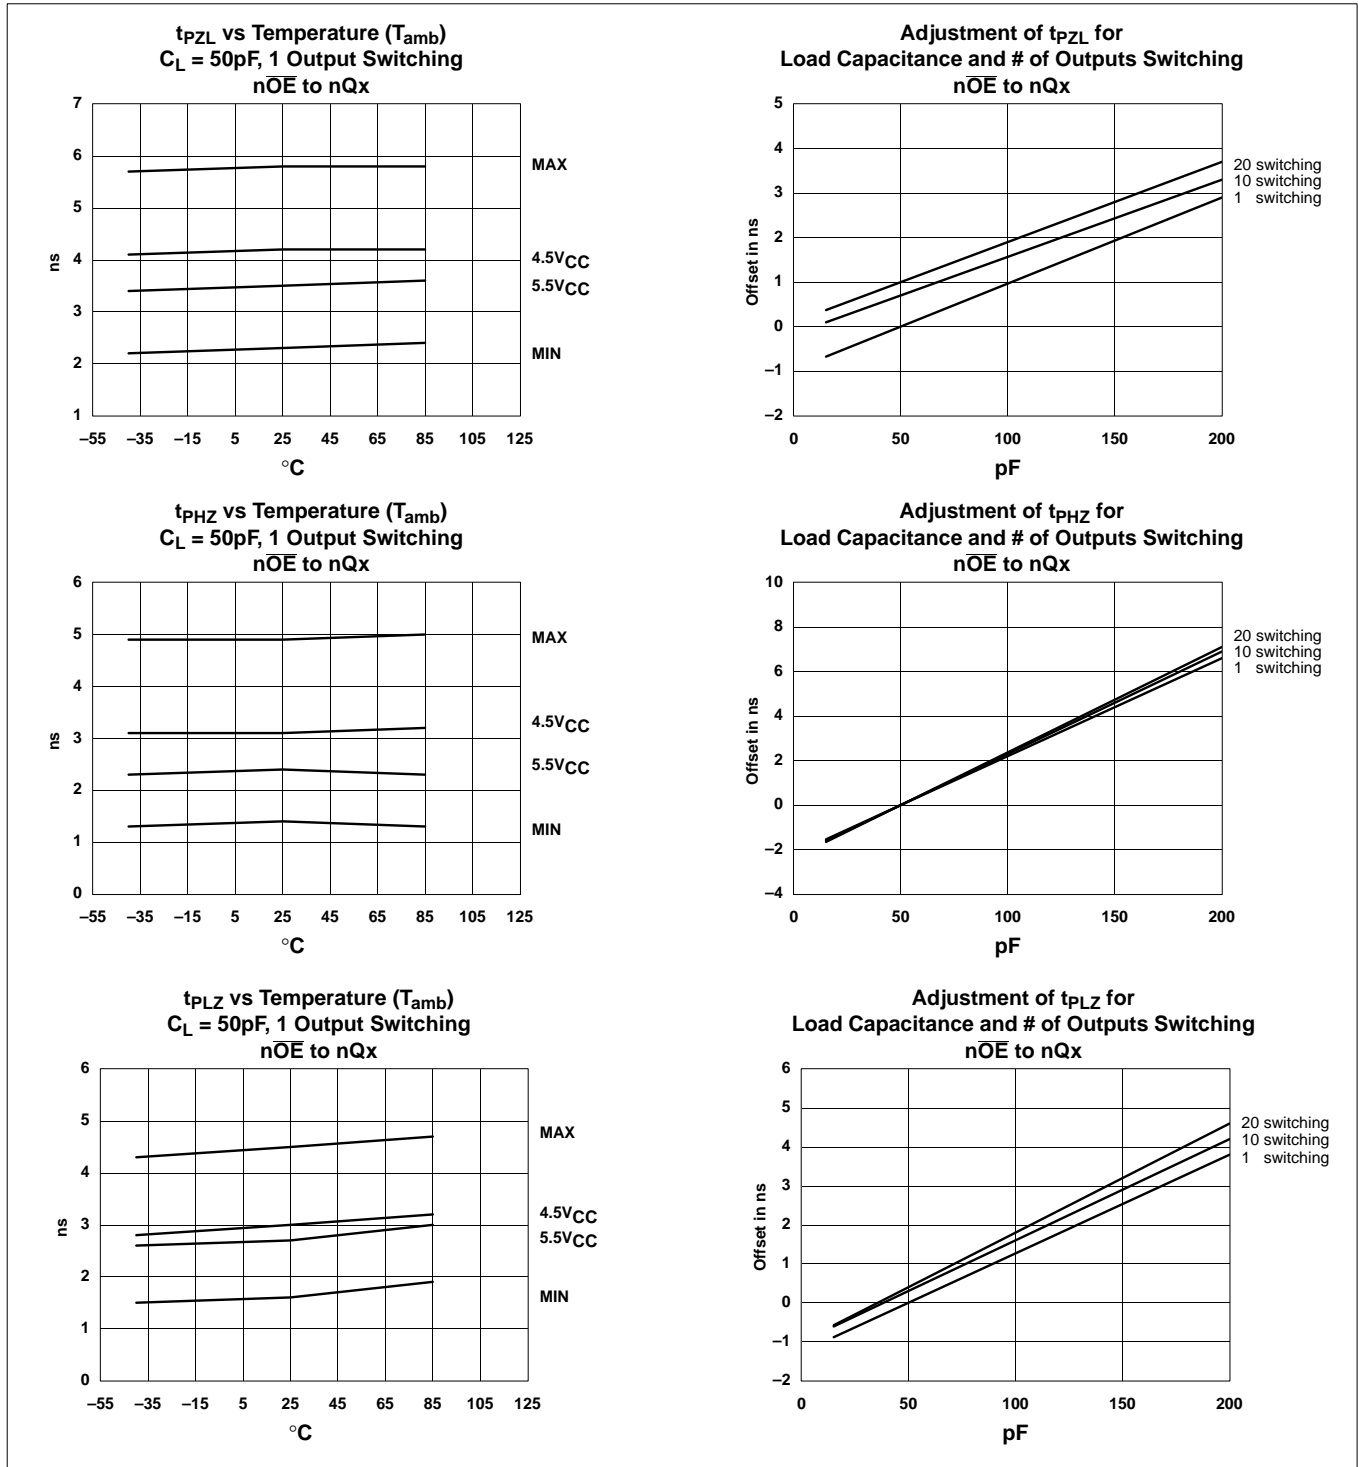 tPZL vs Temperature (Tamb)
CL = 50pF, 1 Output Switching
nOE to nQx
7
6
5
4
3
2
1
ns
MAX
4.5VCC
5.5VCC
MIN
–55 –35 –15 5 25 45 65 85 105 125
°C
Adjustment of tPZL for
Load Capacitance and # of Outputs Switching
nOE to nQx
5
4
3
2
1
0
–1
–2
Offset in ns
20 switching
10 switching
1 switching
0 50 100 150 200
pF
tPHZ vs Temperature (Tamb)
CL = 50pF, 1 Output Switching
nOE to nQx
6
5
4
3
2
1
0
ns
MAX
4.5VCC
5.5VCC
MIN
–55 –35 –15 5 25 45 65 85 105 125
°C
Adjustment of tPHZ for
Load Capacitance and # of Outputs Switching
nOE to nQx
10
8
6
4
2
0
–2
–4
Offset in ns
20 switching
10 switching
1 switching
0 50 100 150 200
pF
tPLZ vs Temperature (Tamb)
CL = 50pF, 1 Output Switching
nOE to nQx
6
5
4
3
2
1
0
ns
MAX
4.5VCC
5.5VCC
MIN
–55 –35 –15 5 25 45 65 85 105 125
°C
Adjustment of tPLZ for
Load Capacitance and # of Outputs Switching
nOE to nQx
6
5
4
3
2
1
0
–1
–2
Offset in ns
20 switching
10 switching
1 switching
0 50 100 150 200
pF